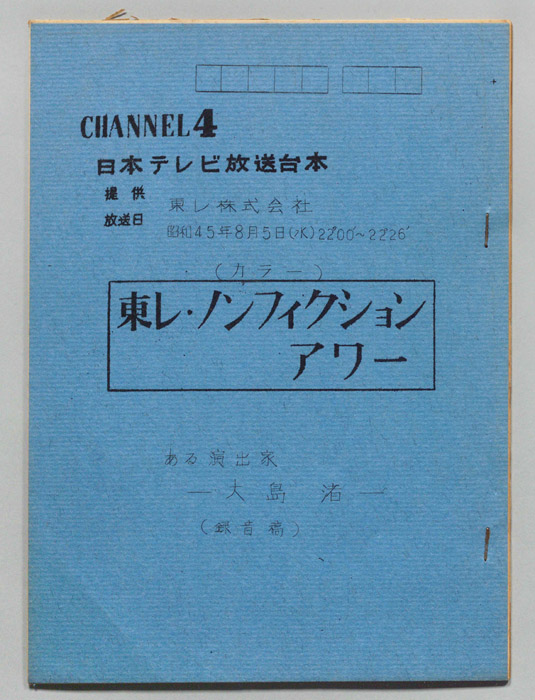 CHANNEL4
日本テレビ放送台本
提供 東レ株式会社
放送日 昭和45年8月5日(水)22°00'~22°26'
(カラー)
東レ・ノンフィクション
アワー
ある演出家
―大島 渚―
(録音稿)